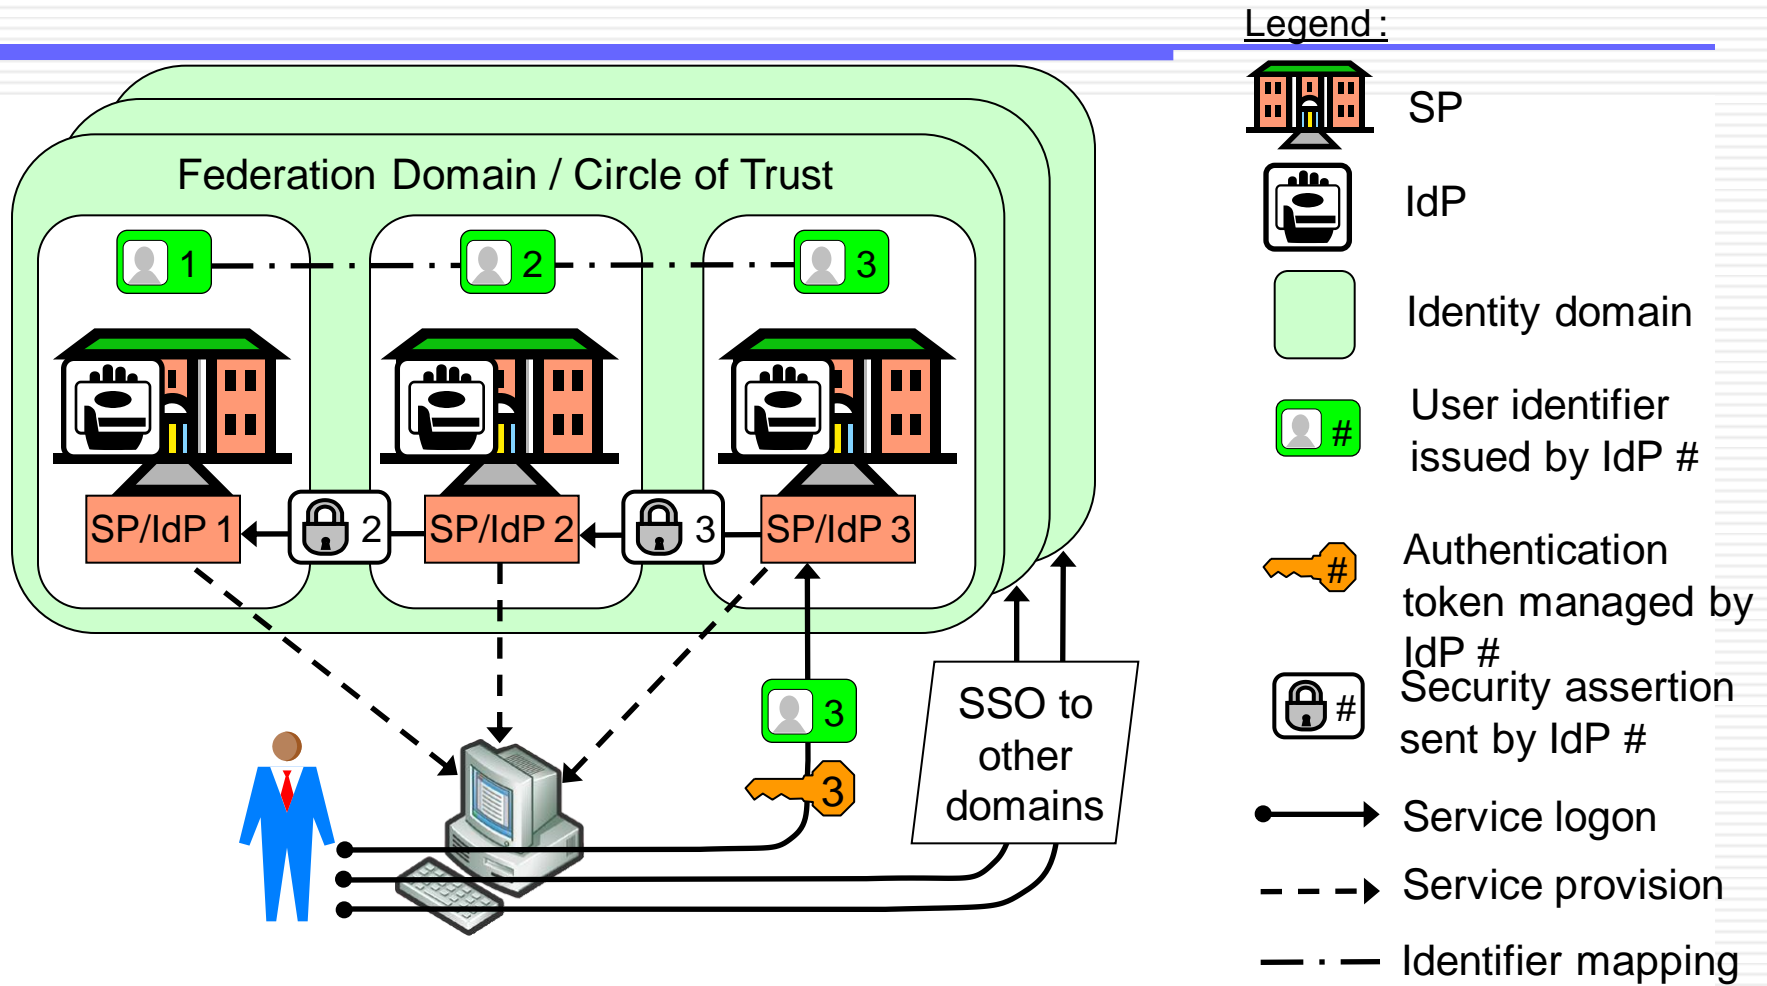 Legend :
SP
IdP
Identity domain
User identifier
issued by IdP #
#
Authentication
token managed by
IdP #
#
Security assertion
sent by IdP #
#
Service logon
Service provision
Identifier mapping
Federation Domain / Circle of Trust
1
2
3
SP/IdP 1
2
SP/IdP 2
3
SP/IdP 3
3
3
SSO to
other
domains